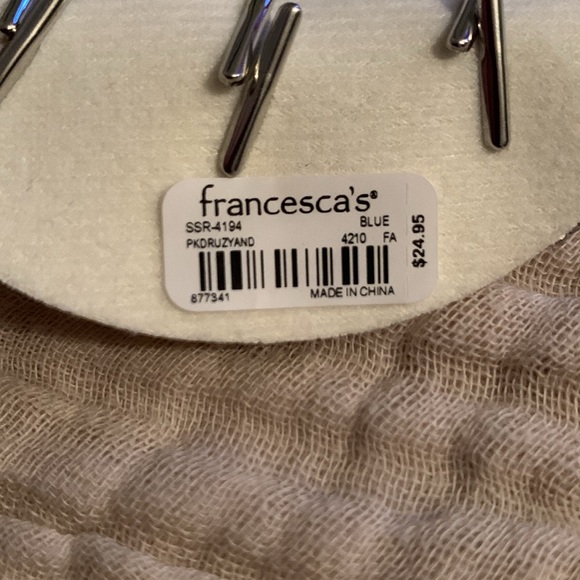 francesca's®
SSR-4194 BLUE
PKDRUZYAND 4210 FA
$24.95
877341 MADE IN CHINA